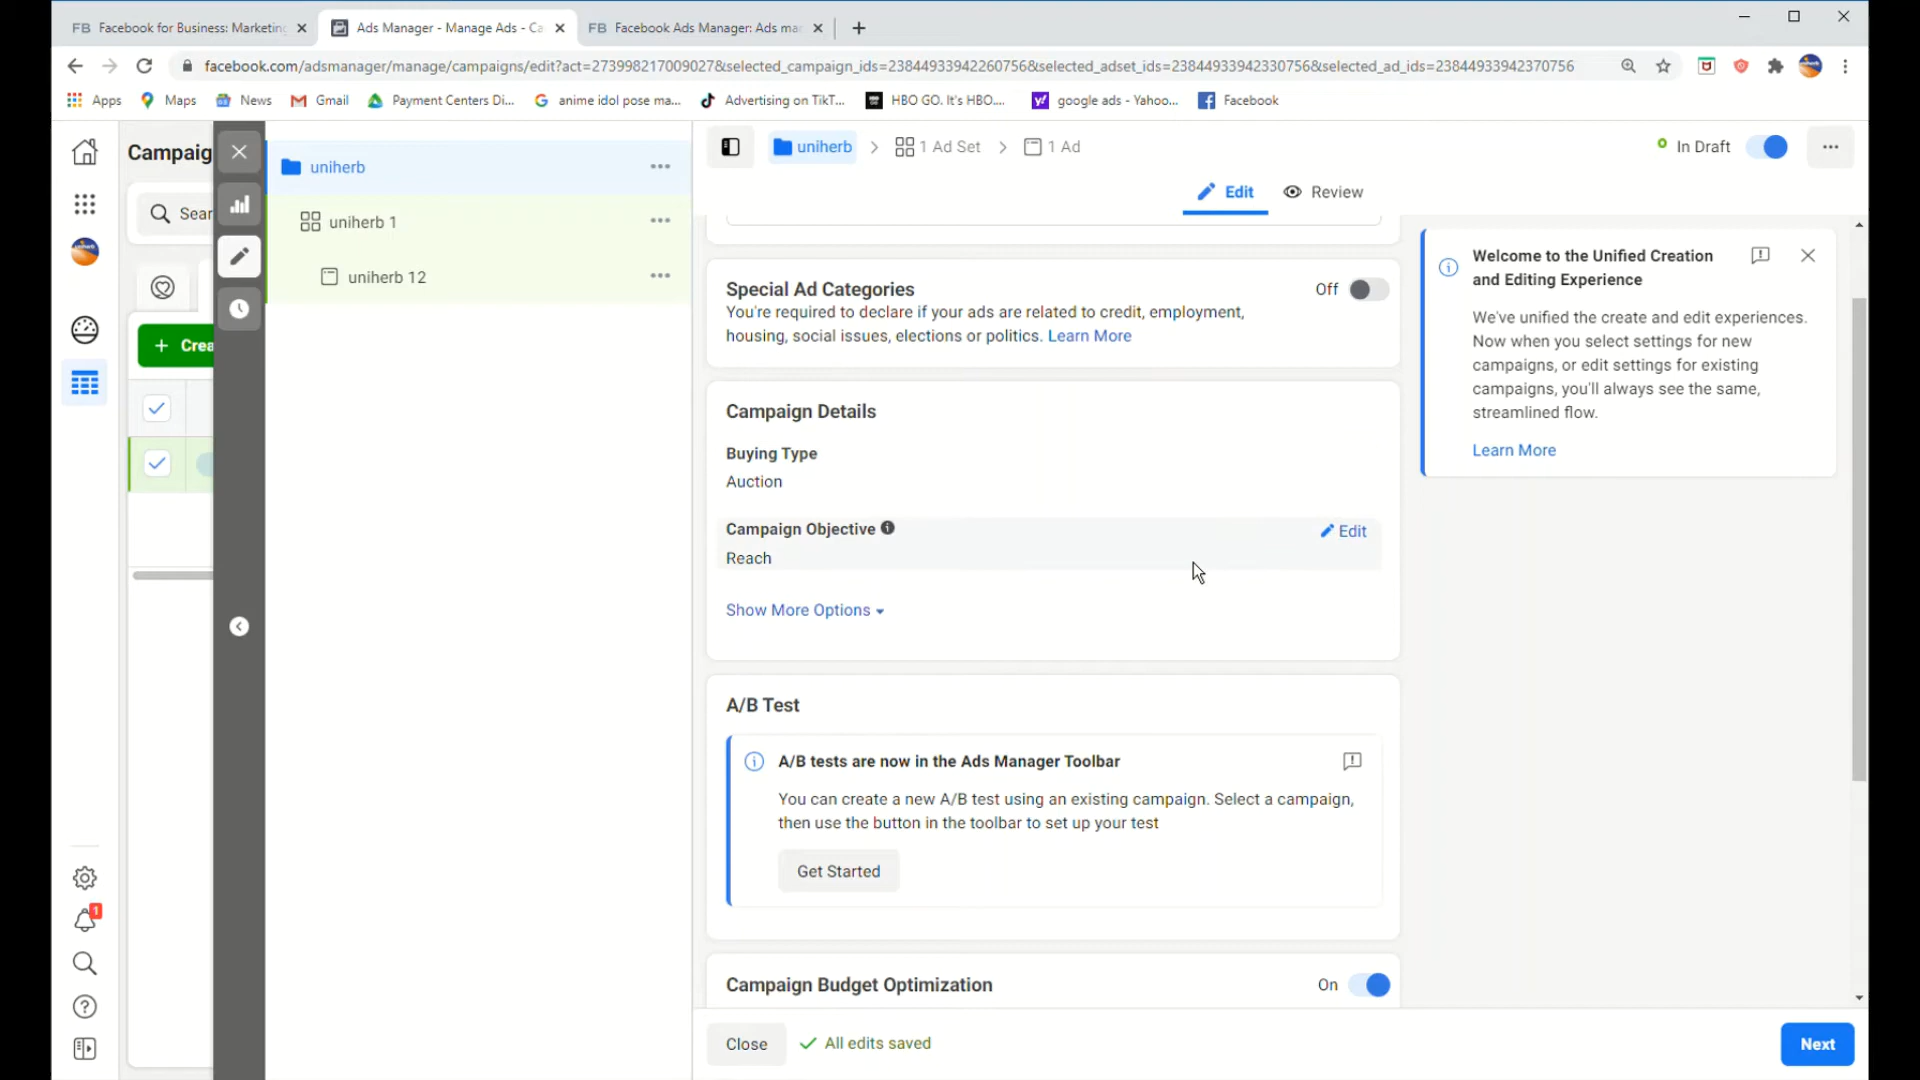 FB Facebook for Business: Marketing
Ads Manager - Manage Ads - Ca
FB Facebook Ads Manager: Ads mar
facebook.com/adsmanager/manage/campaigns/edit?act=273998217009027&selected_campaign_ids=23844933942260756&selected_adset_ids=23844933942330756&selected_ad_ids=23844933942370756
Apps
Maps
News
Gmail
Payment Centers Di...
anime idol pose ma...
Advertising on TikT...
HBO GO. It's HBO....
google ads - Yahoo...
Facebook
Campaig
Sear
+ Crea
1
uniherb
uniherb 1
uniherb 12
uniherb > 1 Ad Set > 1 Ad
In Draft
Edit
Review
Special Ad Categories
Off
You're required to declare if your ads are related to credit, employment,
housing, social issues, elections or politics. Learn More
Campaign Details
Buying Type
Auction
Campaign Objective
Edit
Reach
Show More Options
A/B Test
A/B tests are now in the Ads Manager Toolbar
You can create a new A/B test using an existing campaign. Select a campaign,
then use the button in the toolbar to set up your test
Get Started
Campaign Budget Optimization
On
Close
All edits saved
Next
Welcome to the Unified Creation
and Editing Experience
We've unified the create and edit experiences.
Now when you select settings for new
campaigns, or edit settings for existing
campaigns, you'll always see the same,
streamlined flow.
Learn More